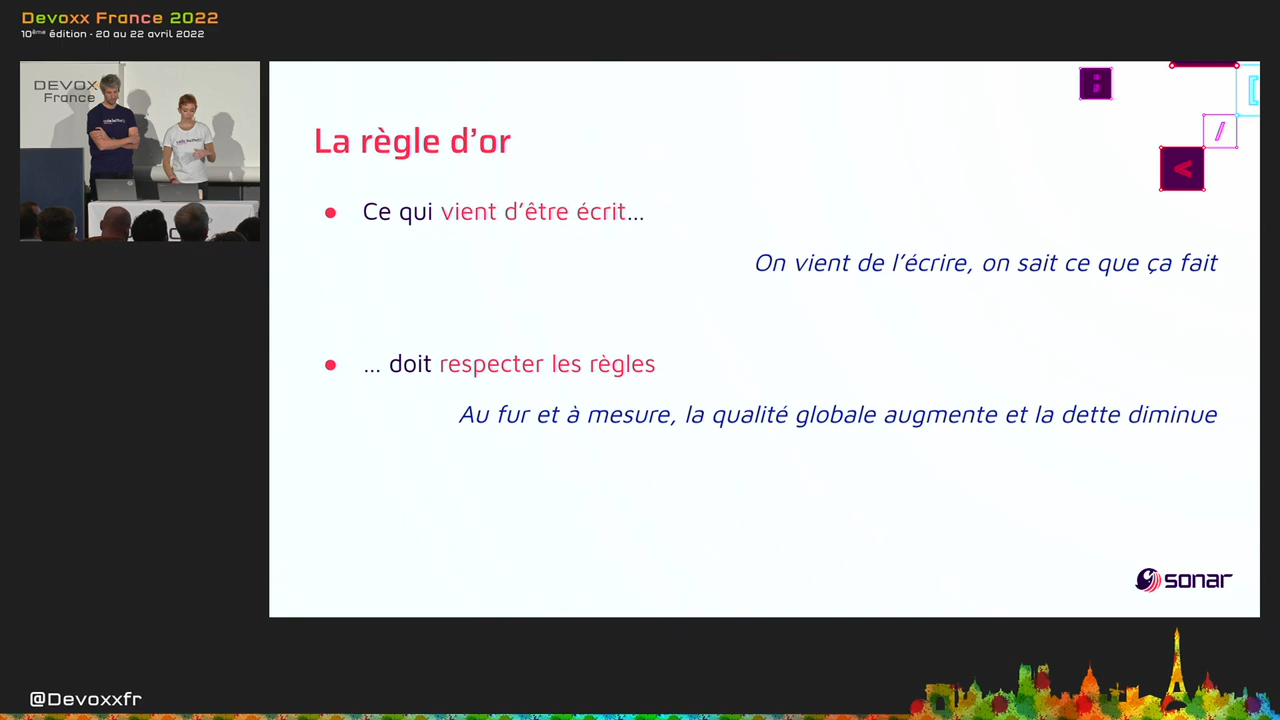 Devoxx France 2022
10ème édition - 20 au 22 avril 2022
DEVOXX
France
La règle d'or
● Ce qui vient d'être écrit...
On vient de l'écrire, on sait ce que ça fait
● ... doit respecter les règles
Au fur et à mesure, la qualité globale augmente et la dette diminue
;
[
/
<
sonar
@Devoxxfr